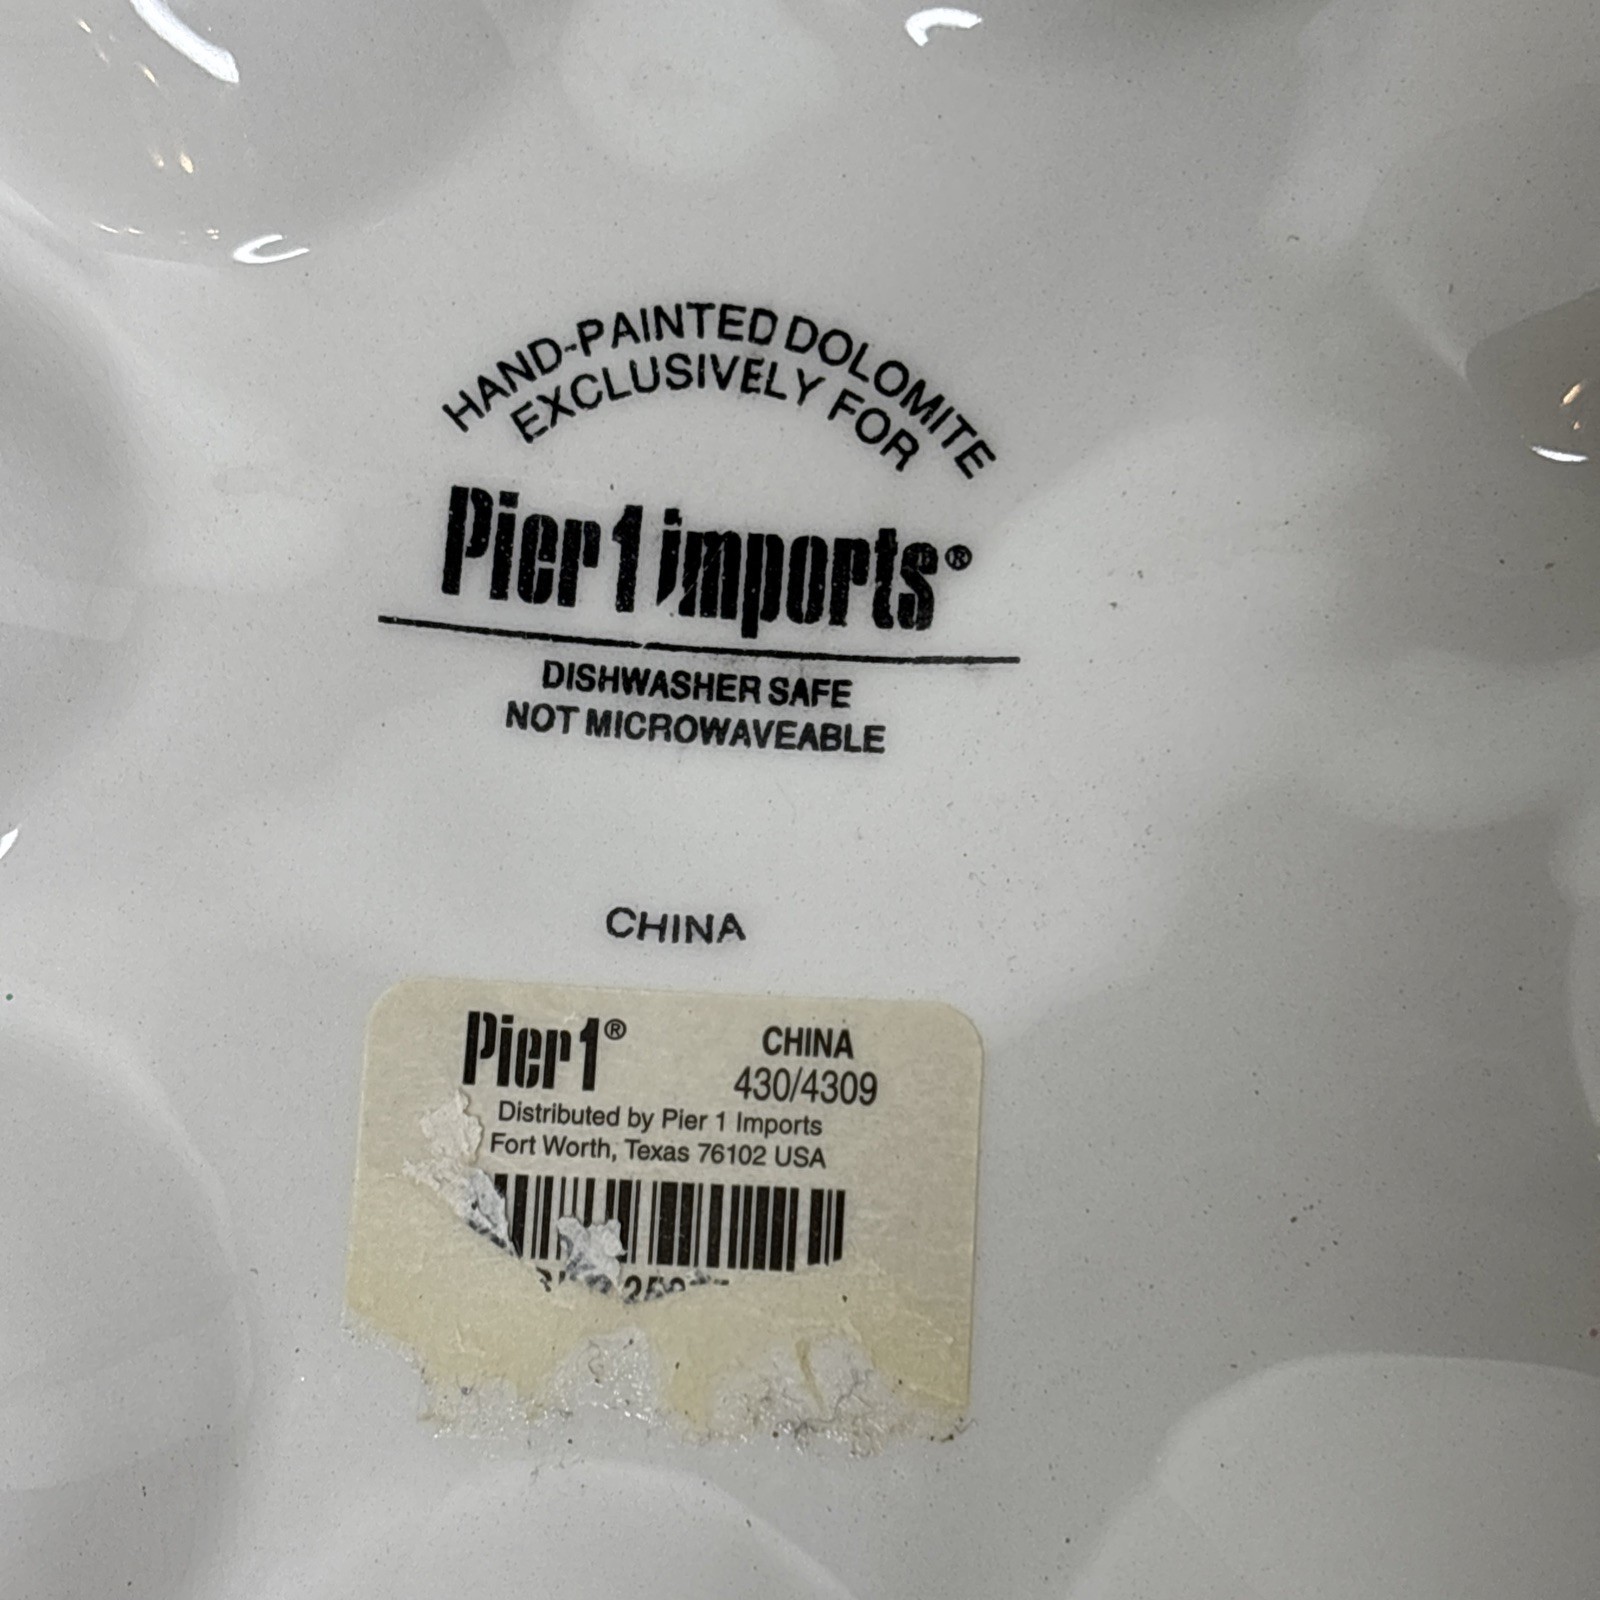 HAND-PAINTED DOLOMITE
EXCLUSIVELY FOR
Pier 1 imports®
DISHWASHER SAFE
NOT MICROWAVEABLE
CHINA
Pier 1® CHINA
430/4309
Distributed by Pier 1 Imports
Fort Worth, Texas 76102 USA